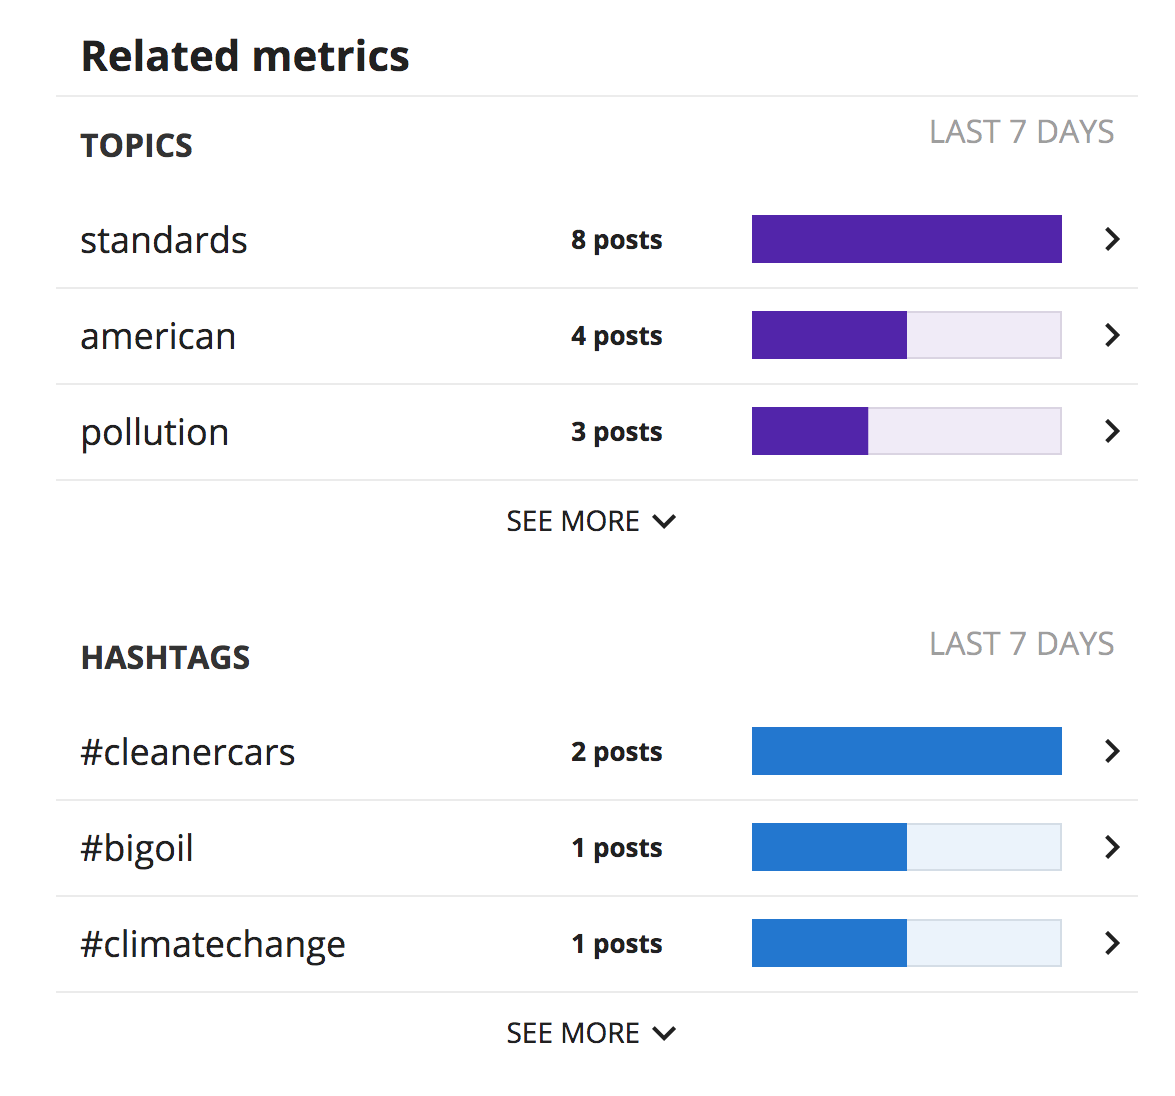 Related metrics
TOPICS
LAST 7 DAYS
standards 8 posts
american 4 posts
pollution 3 posts
SEE MORE
HASHTAGS
LAST 7 DAYS
#cleanercars 2 posts
#bigoil 1 posts
#climatechange 1 posts
SEE MORE